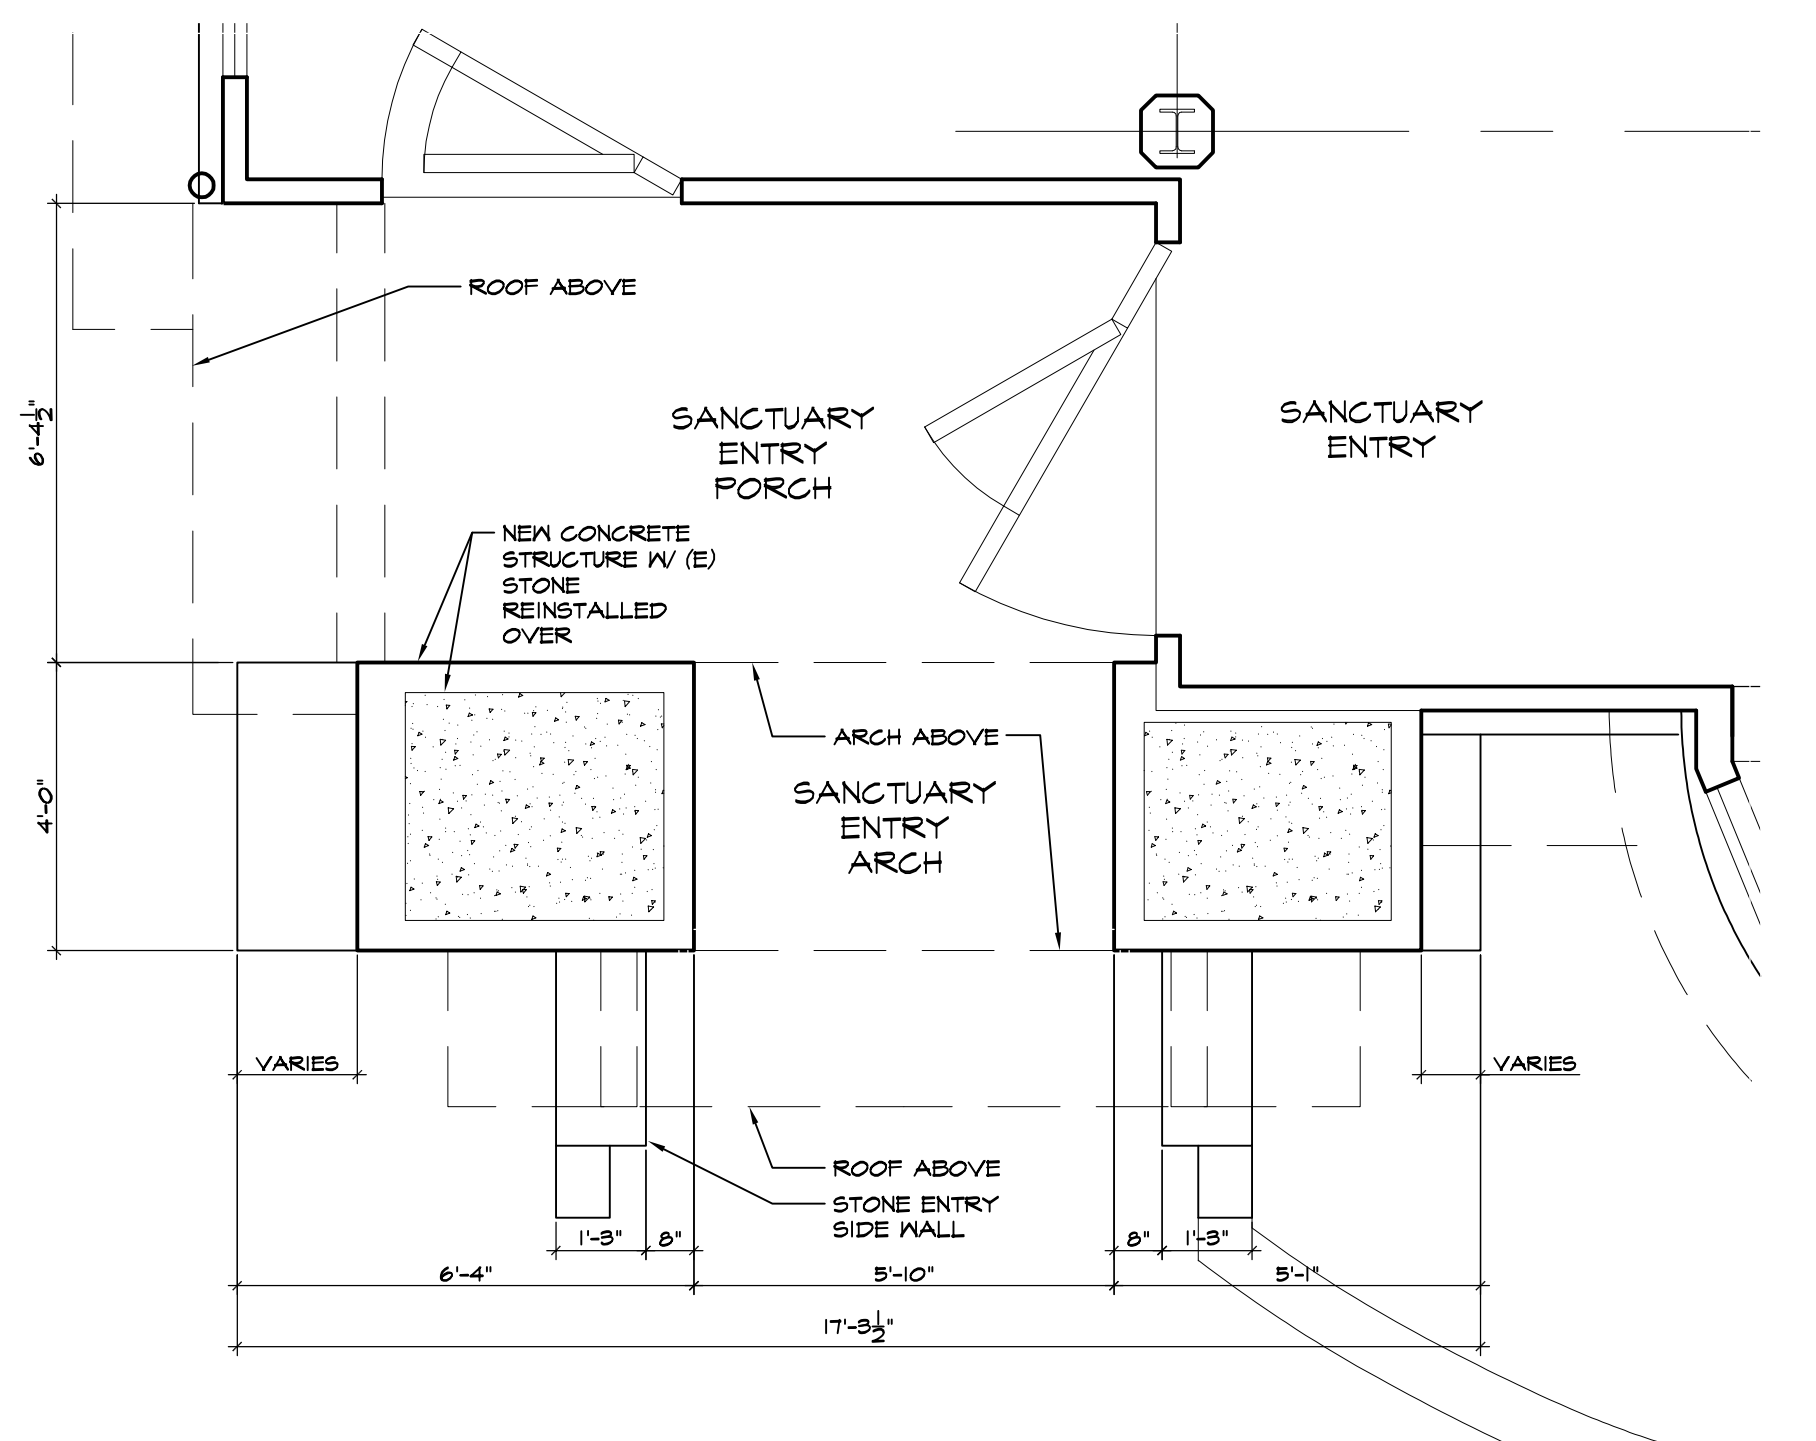 ROOF ABOVE
6'-4½"
SANCTUARY
ENTRY
PORCH
SANCTUARY
ENTRY
NEW CONCRETE
STRUCTURE W/ (E)
STONE
REINSTALLED
OVER
ARCH ABOVE
4'-0"
SANCTUARY
ENTRY
ARCH
VARIES
VARIES
ROOF ABOVE
STONE ENTRY
SIDE WALL
1'-3"
8"
8"
1'-3"
6'-4"
5'-10"
5'-1"
17'-3½"